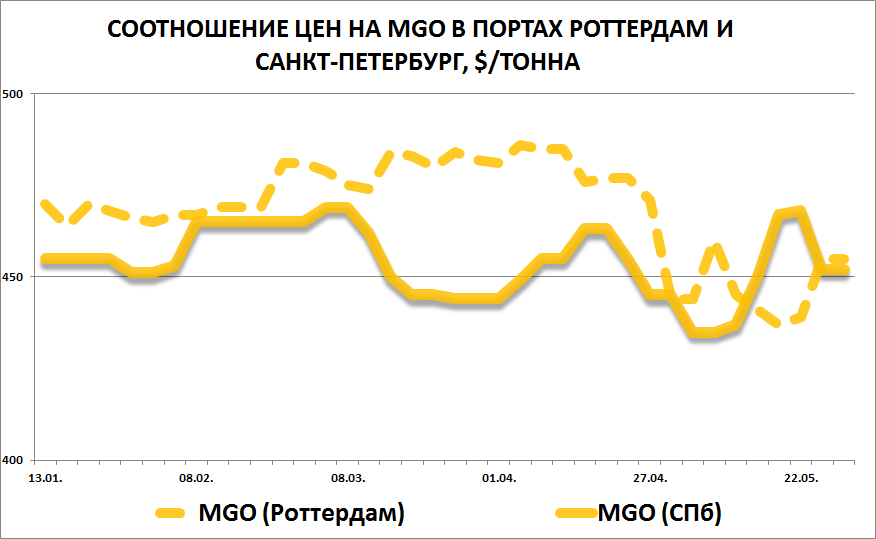 СООТНОШЕНИЕ ЦЕН НА MGO В ПОРТАХ РОТТЕРДАМ И
САНКТ-ПЕТЕРБУРГ, $/ТОННА
500
450
400
13.01. 08.02. 08.03. 01.04. 27.04. 22.05.
MGO (Роттердам) MGO (СПб)